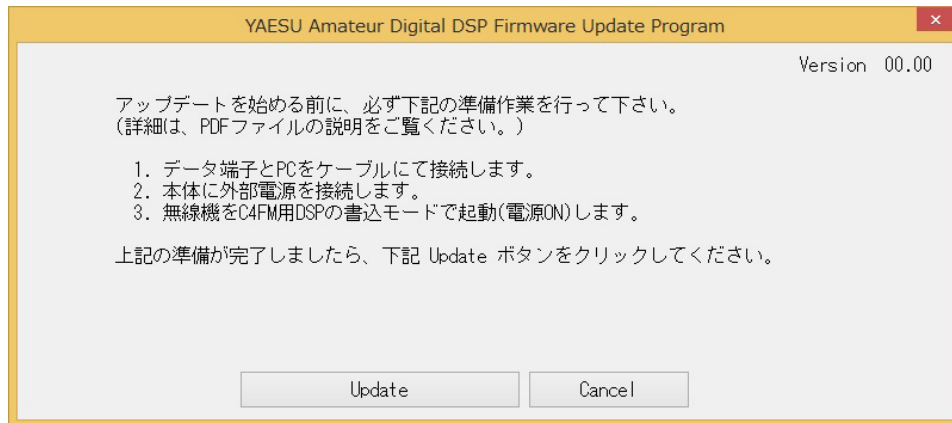 YAESU Amateur Digital DSP Firmware Update Program
Version 00.00
アップデートを始める前に、必ず下記の準備作業を行って下さい。
(詳細は、PDFファイルの説明をご覧ください。)
1. データ端子とPCをケーブルにて接続します。
2. 本体に外部電源を接続します。
3. 無線機をC4FM用DSPの書込モードで起動(電源ON)します。
上記の準備が完了しましたら、下記 Update ボタンをクリックしてください。
Update Cancel